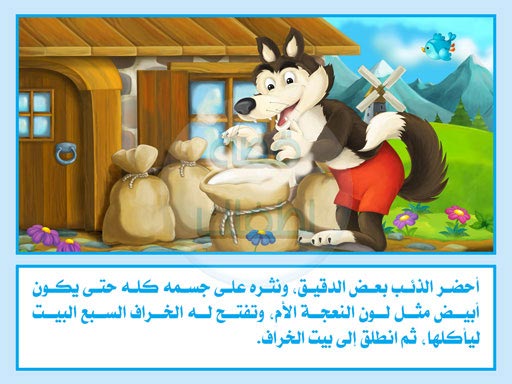 أحضر الذئب بعض الدقيق، ونثره على جسمه كله حتى يكون
أبيض مثل لون النعجة الأم، وتفتح له الخراف السبع البيت
ليأكلها، ثم انطلق إلى بيت الخراف.